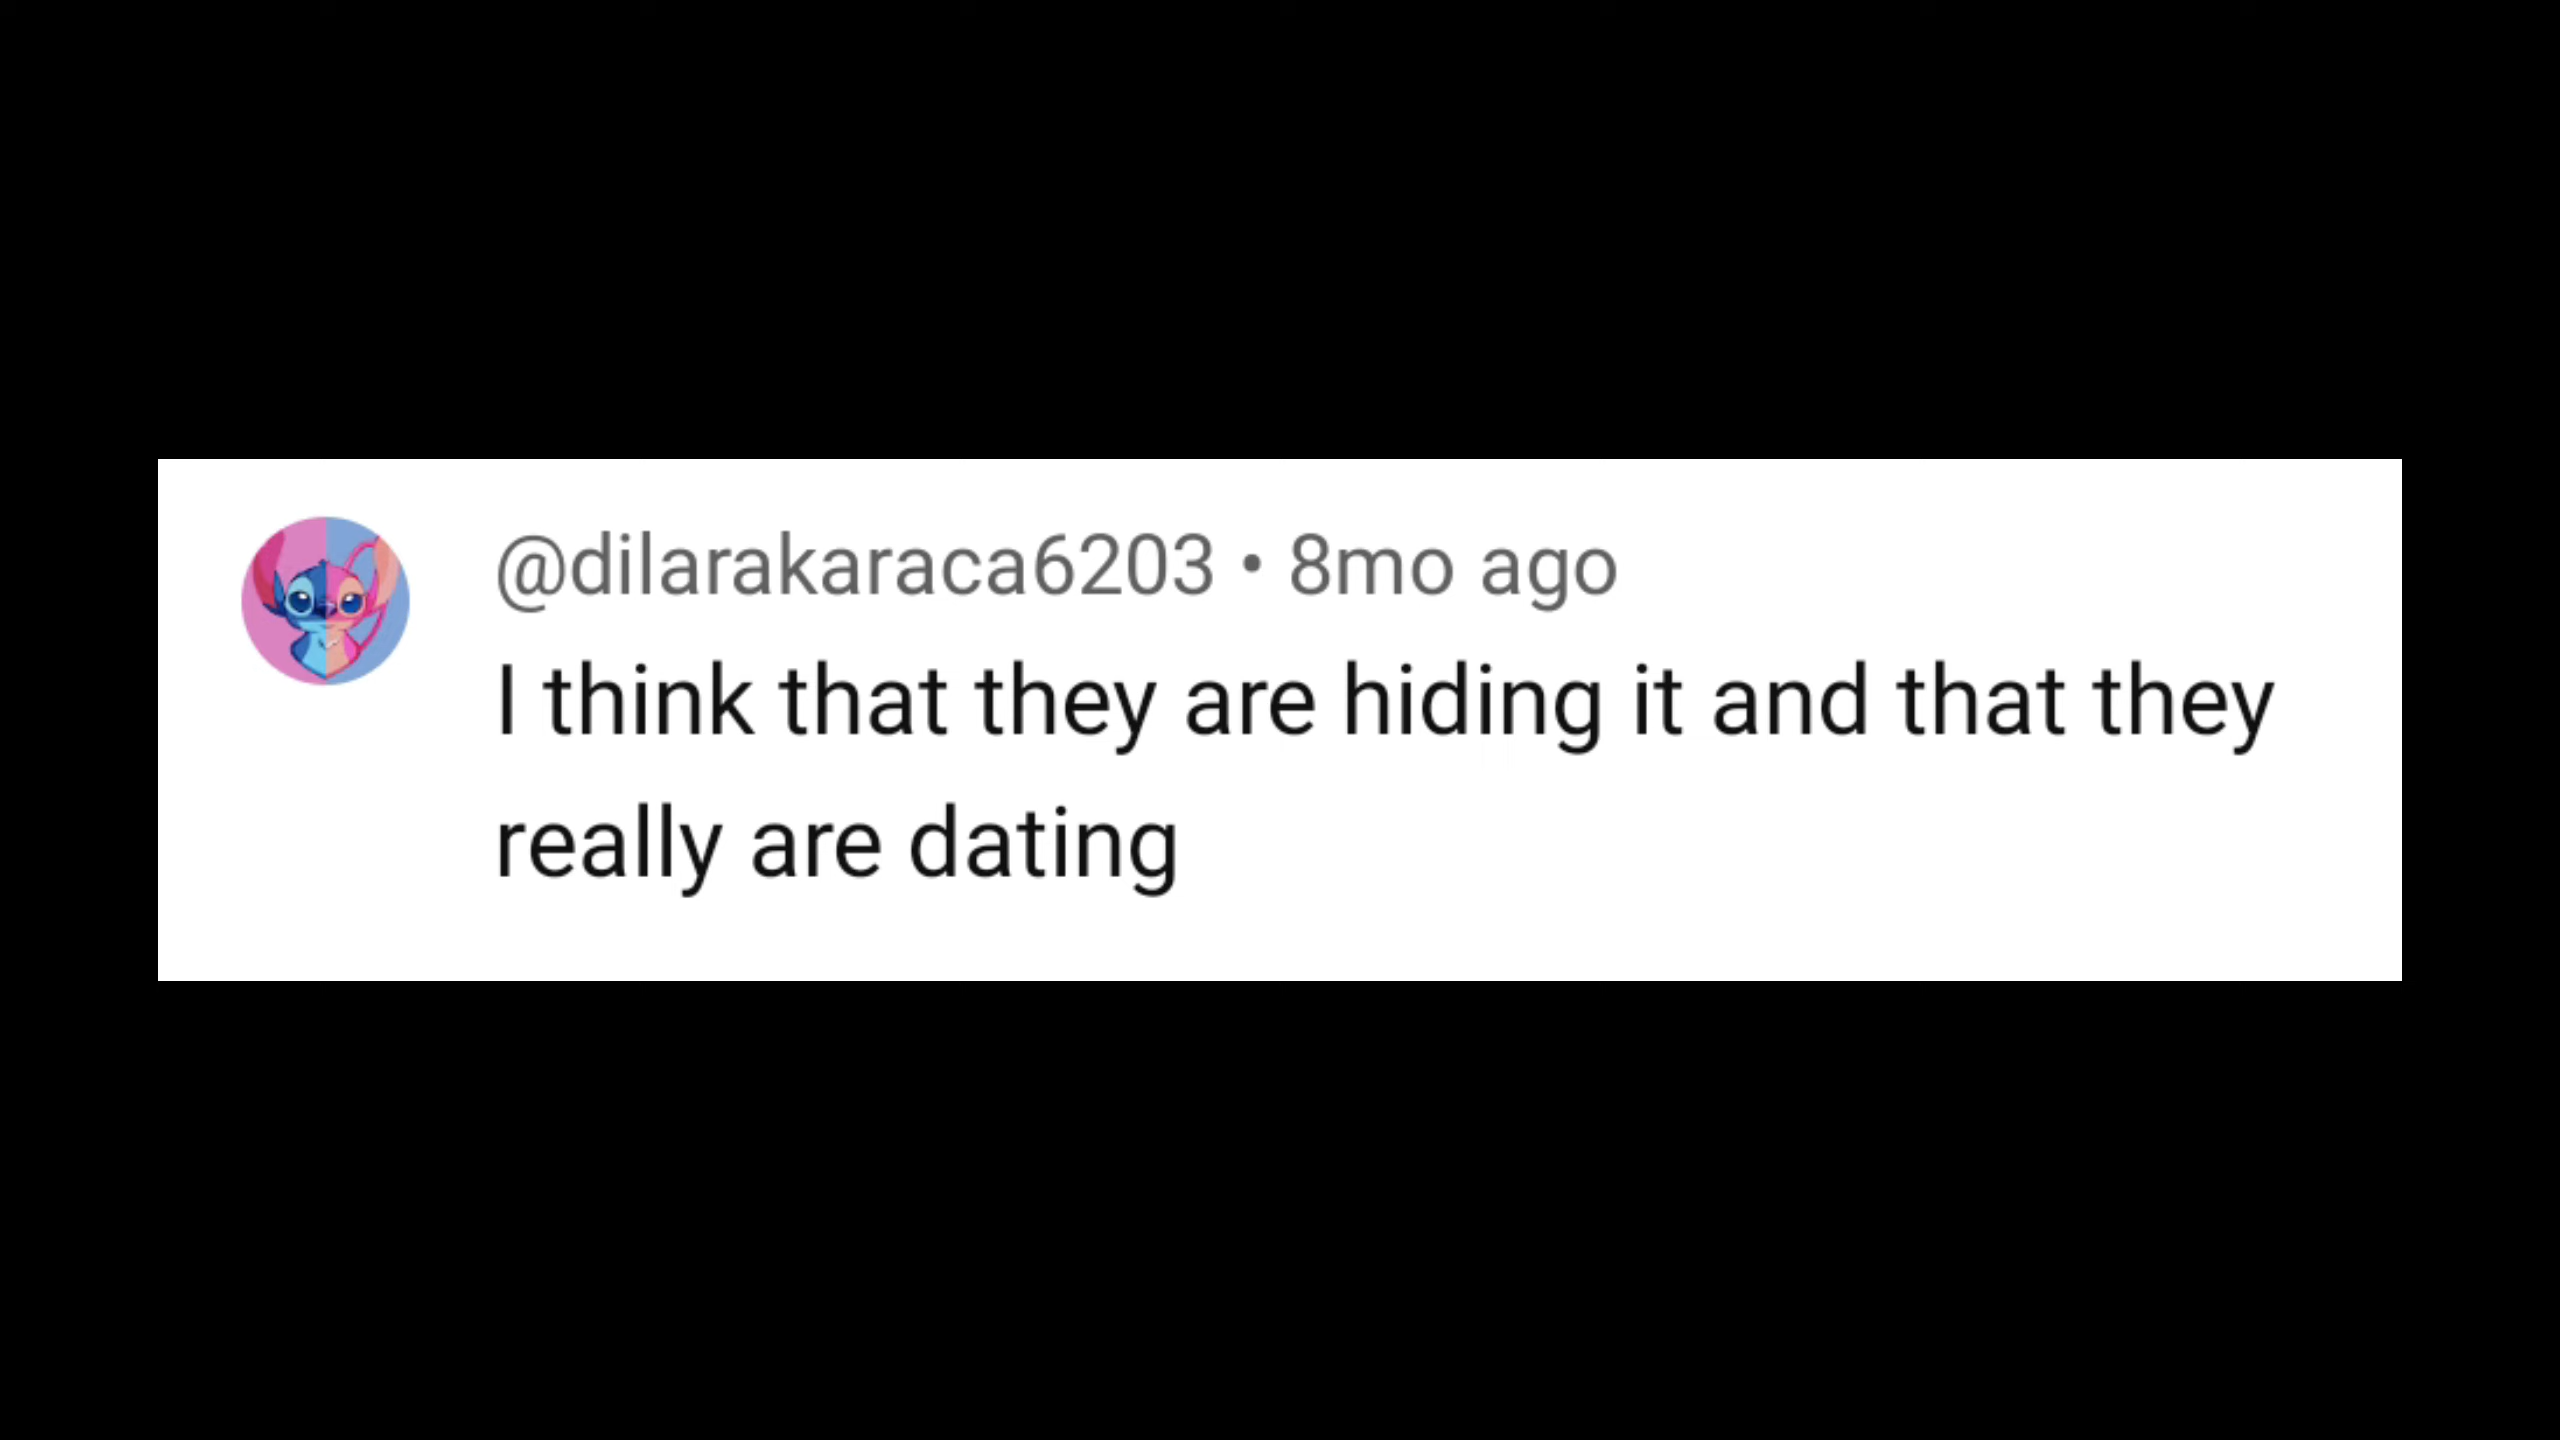 @dilarakaraca6203 • 8mo ago
I think that they are hiding it and that they
really are dating